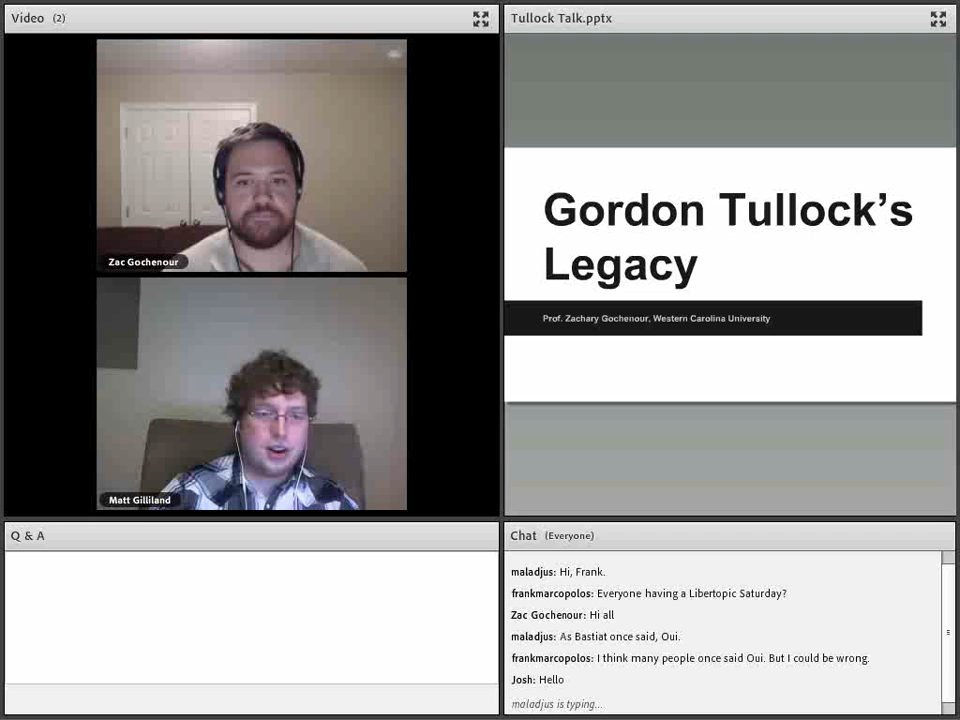 Video (2)
Zac Gochenour
Matt Gilliland
Tullock Talk.pptx
Gordon Tullock’s
Legacy
Prof. Zachary Gochenour, Western Carolina University
Q & A
Chat (Everyone)
maladjus: Hi, Frank.
frankmarcopolos: Everyone having a Libertopic Saturday?
Zac Gochenour: Hi all
maladjus: As Bastiat once said, Oui.
frankmarcopolos: I think many people once said Oui. But I could be wrong.
Josh: Hello
maladjus is typing...